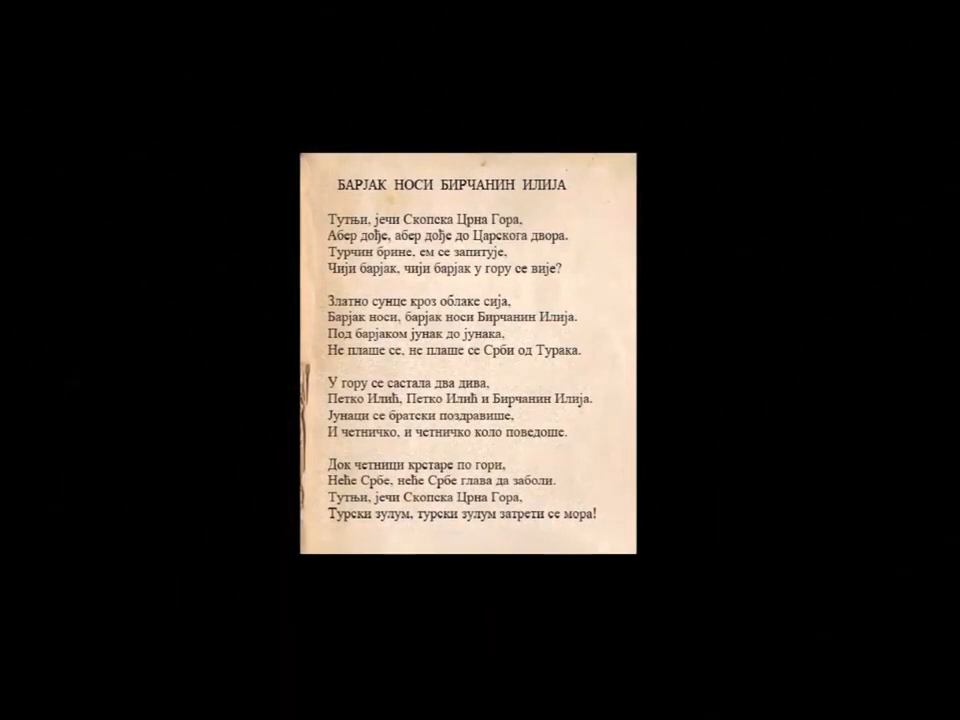 БАРЈАК НОСИ БИРЧАНИН ИЛИЈА
Тутњи, јечи Скопска Црна Гора,
Абер дође, абер дође до Царскога двора.
Турчин брине, ем се запитује,
Чији барјак, чији барјак у гору се вије?
Златно сунце кроз облаке сија,
Барјак носи, барјак носи Бирчанин Илија.
Под барјаком јунак до јунака,
Не плаше се, не плаше се Срби од Турака.
У гору се састала два дива,
Петко Илић, Петко Илић и Бирчанин Илија.
Јунаци се братски поздравише,
И четничко, и четничко коло поведоше.
Док четници крстаре по гори,
Неће Србе, неће Србе глава да заболи.
Тутњи, јечи Скопска Црна Гора,
Турски зулум, турски зулум затрети се мора!